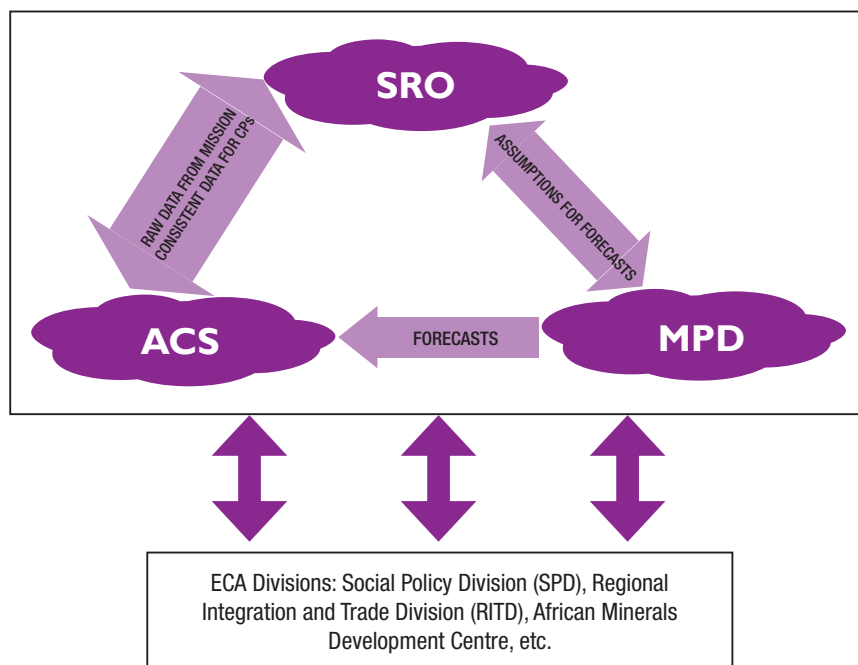 SRO
RAW DATA FROM MISSION
CONSISTENT DATA FOR CPs
ASSUMPTIONS FOR FORECASTS
ACS
FORECASTS
MPD
ECA Divisions: Social Policy Division (SPD), Regional
Integration and Trade Division (RITD), African Minerals
Development Centre, etc.